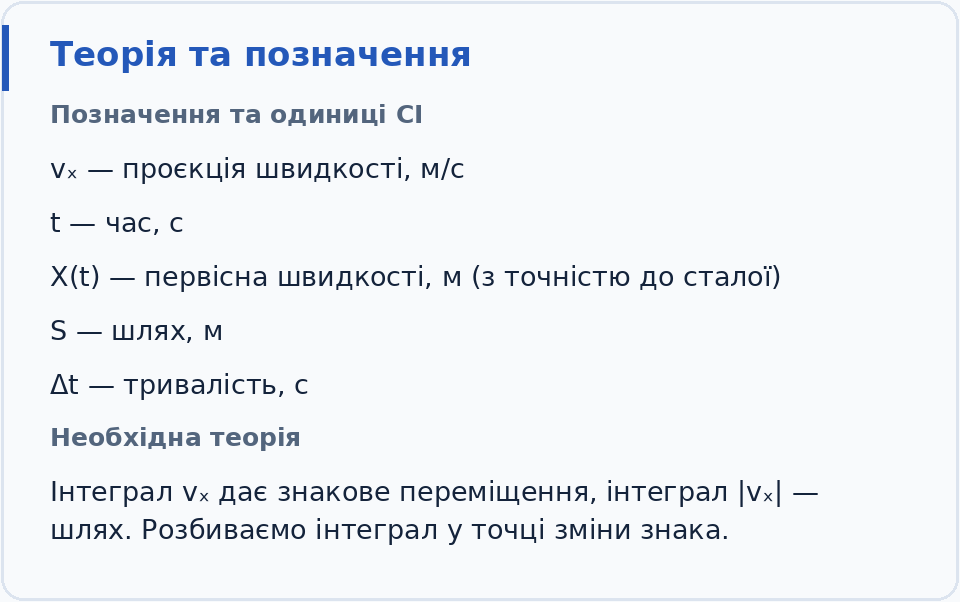 Теорія та позначення
Позначення та одиниці СІ
vₓ — проєкція швидкості, м/с
t — час, с
X(t) — первісна швидкості, м (з точністю до сталої)
S — шлях, м
Δt — тривалість, с
Необхідна теорія
Інтеграл vₓ дає знакове переміщення, інтеграл |vₓ| —
шлях. Розбиваємо інтеграл у точці зміни знака.